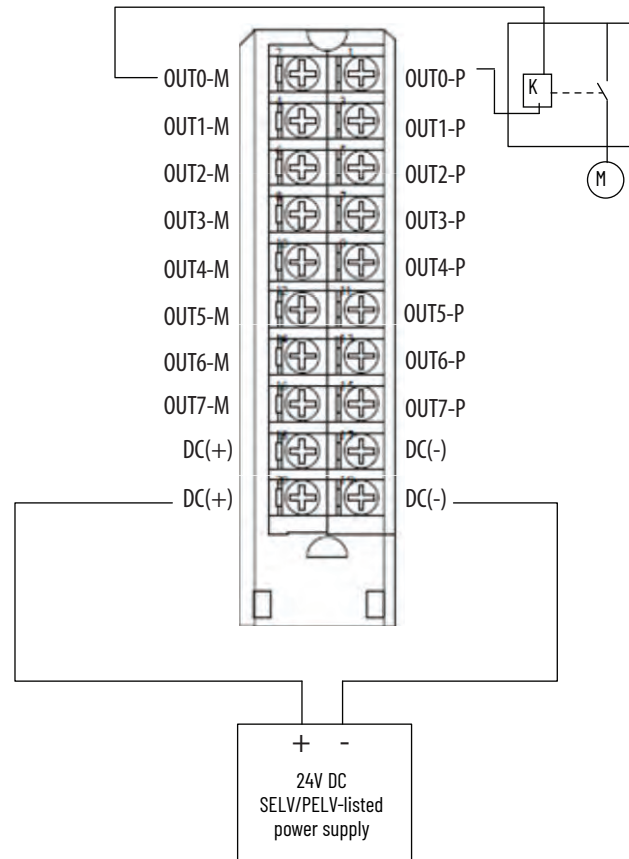 OUT0-M
OUT0-P
K
OUT1-M
OUT1-P
OUT2-M
OUT2-P
M
OUT3-M
OUT3-P
OUT4-M
OUT4-P
OUT5-M
OUT5-P
OUT6-M
OUT6-P
OUT7-M
OUT7-P
DC(+)
DC(-)
DC(+)
DC(-)
+ -
24V DC
SELV/PELV-listed
power supply